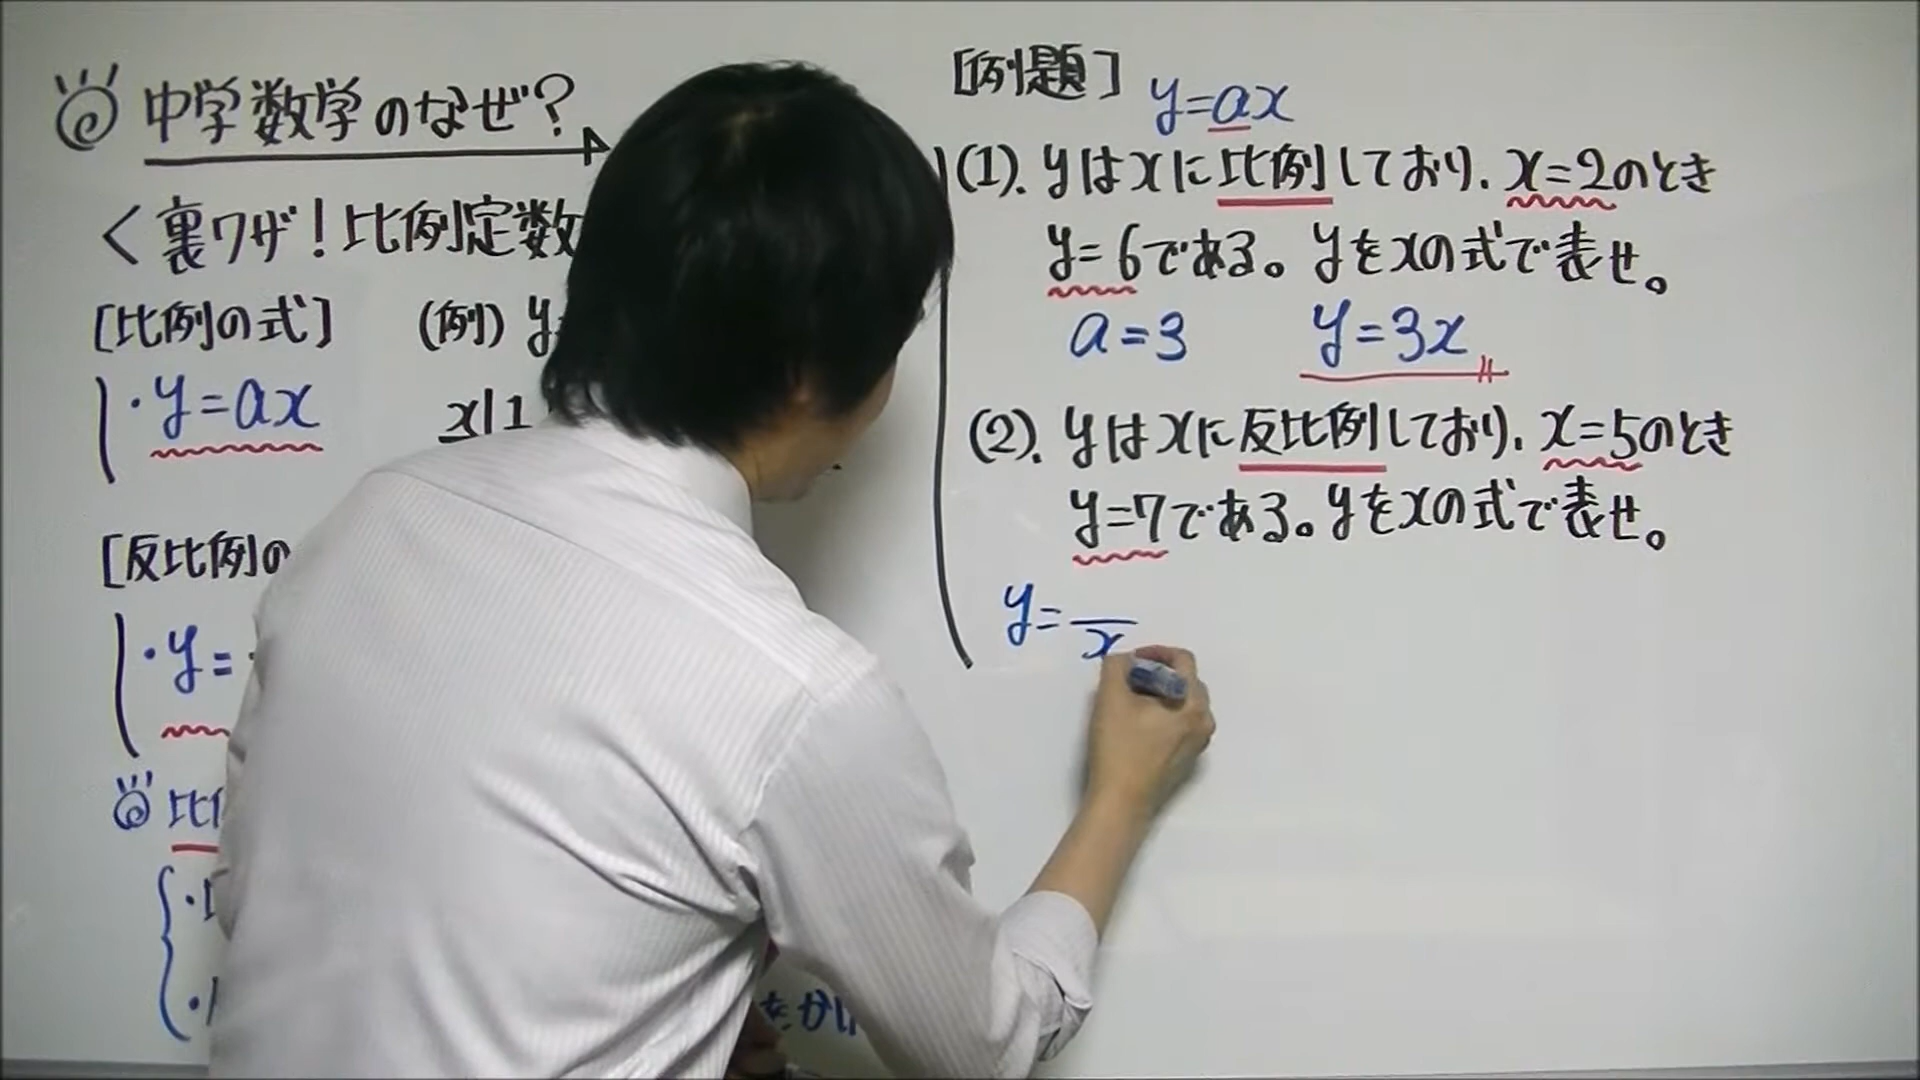 中学数学のなぜ?
<裏ワザ!比例定数
[比例の式] (例) y
・y=ax
x|1
[反比例の
・y=
比
をかけ
[例題] y=ax
(1). yはxに比例しており、x=2のとき
y=6である。yをxの式で表せ。
a=3 y=3x
(2). yはxに反比例しており、x=5のとき
y=7である。yをxの式で表せ。
y=―/x